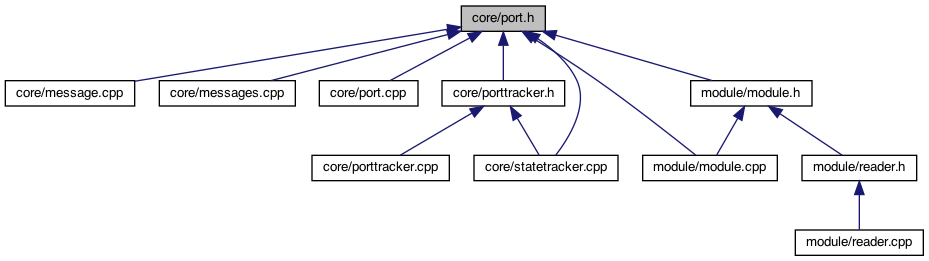 core/port.h
core/message.cpp
core/messages.cpp
core/port.cpp
core/porttracker.h
module/module.h
core/porttracker.cpp
core/statetracker.cpp
module/module.cpp
module/reader.h
module/reader.cpp